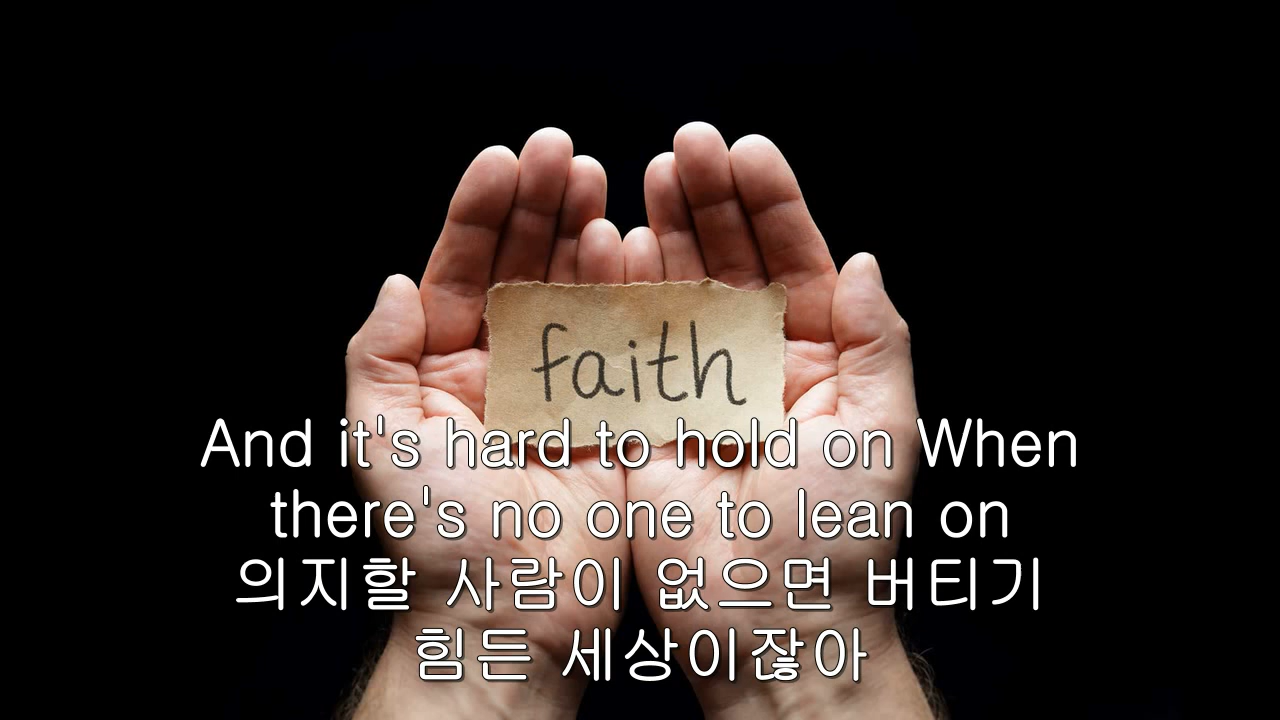 faith
And it's hard to hold on When
there's no one to lean on
의지할 사람이 없으면 버티기
힘든 세상이잖아